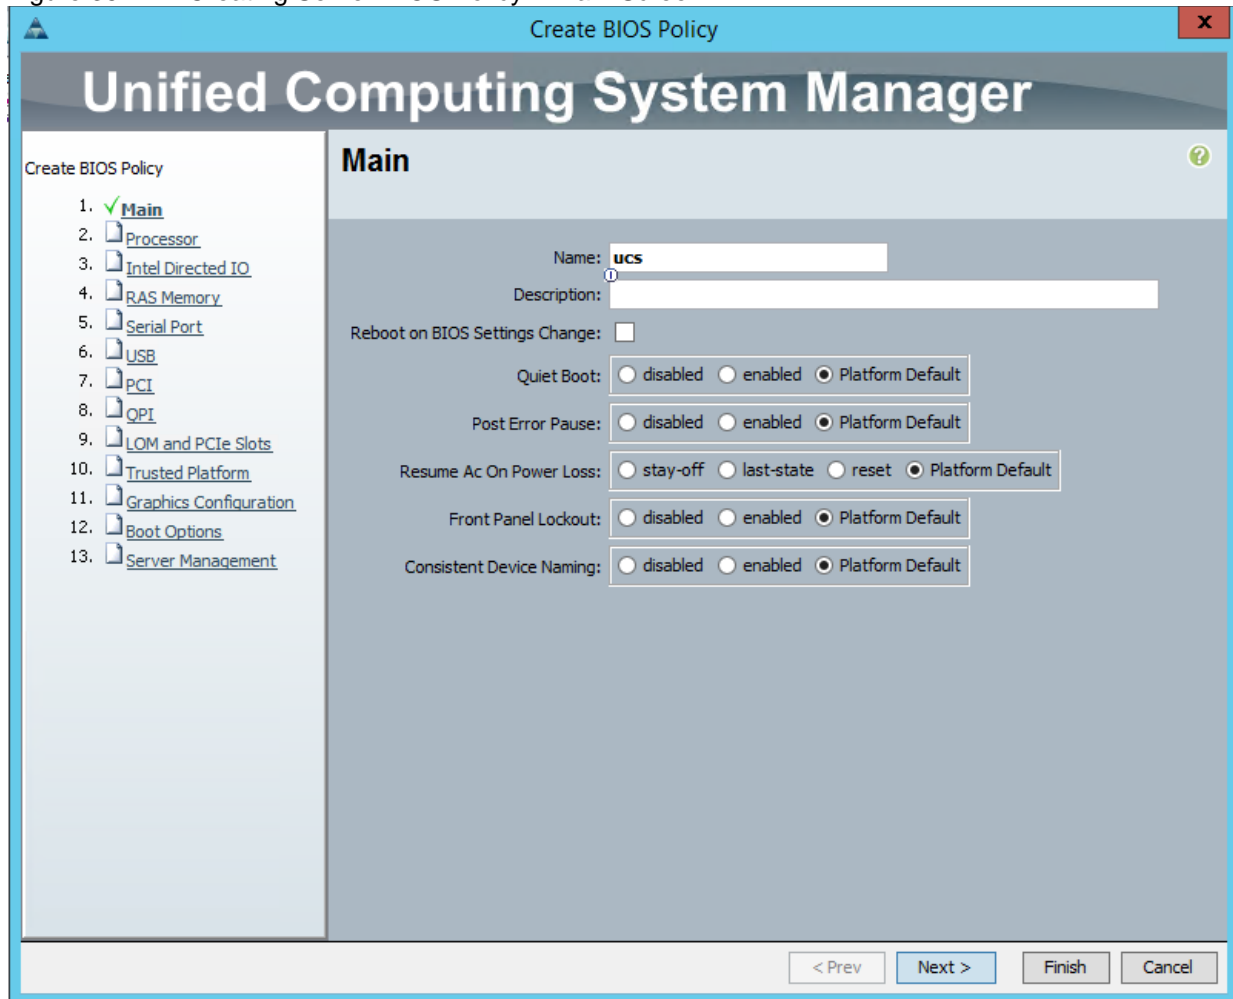 Create BIOS Policy
x
Unified Computing System Manager
Create BIOS Policy
1. Main
2. Processor
3. Intel Directed IO
4. RAS Memory
5. Serial Port
6. USB
7. PCI
8. QPI
9. LOM and PCIe Slots
10. Trusted Platform
11. Graphics Configuration
12. Boot Options
13. Server Management
Main
?
Name: ucs
Description:
Reboot on BIOS Settings Change:
Quiet Boot: disabled enabled Platform Default
Post Error Pause: disabled enabled Platform Default
Resume Ac On Power Loss: stay-off last-state reset Platform Default
Front Panel Lockout: disabled enabled Platform Default
Consistent Device Naming: disabled enabled Platform Default
< Prev Next > Finish Cancel